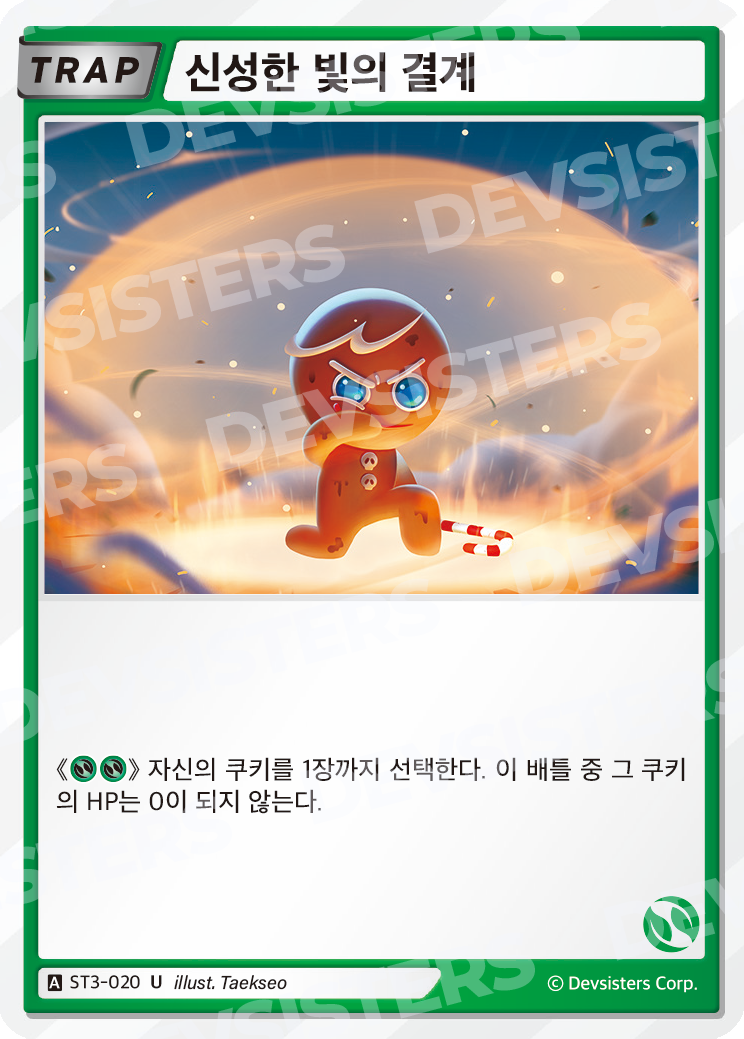 TRAP 신성한 빛의 결계
《》 자신의 쿠키를 1장까지 선택한다. 이 배틀 중 그 쿠키
의 HP는 0이 되지 않는다.
A ST3-020 U illust. Taekseo © Devsisters Corp.
DEVSISTERS